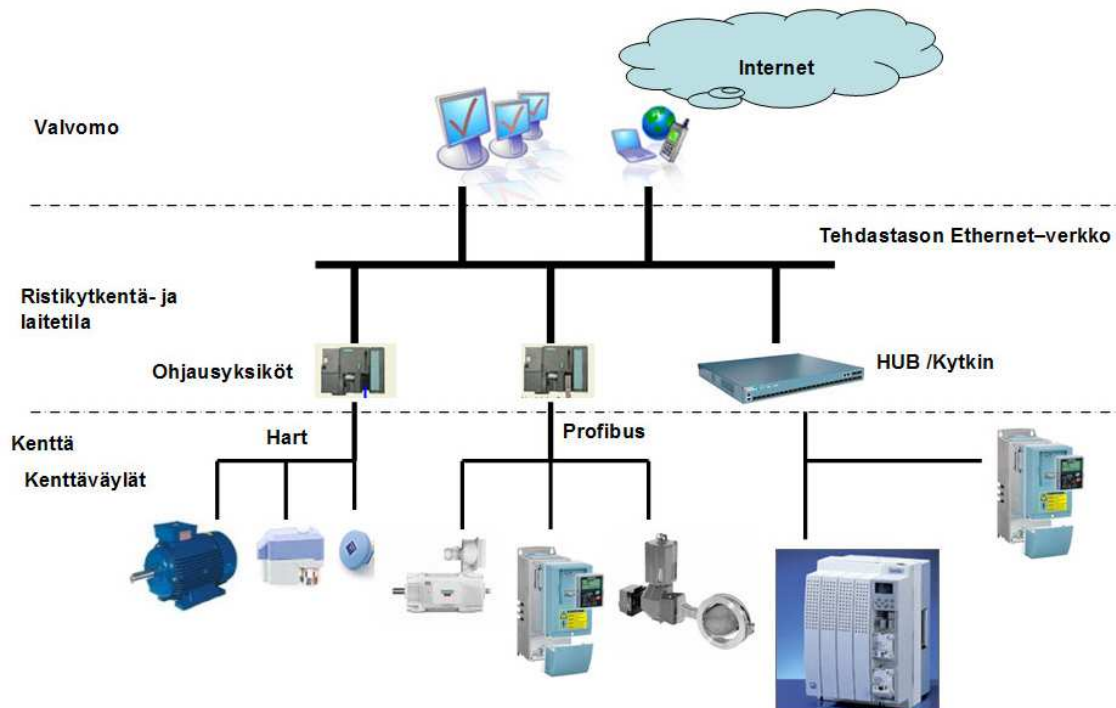 Internet
Valvomo
Tehdastason Ethernet–verkko
Ristikytkentä- ja
laitetila
Ohjausyksiköt
HUB /Kytkin
Kenttä
Hart
Profibus
Kenttäväylät